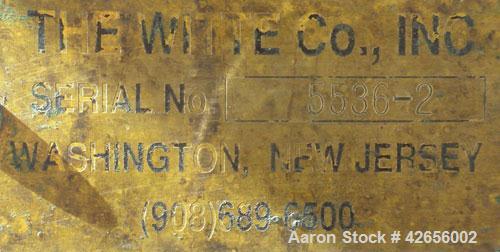 THE WITTE Co., INC.
SERIAL No. 5536-2
WASHINGTON, NEW JERSEY
(908)689-6500
Aaron Stock # 42656002